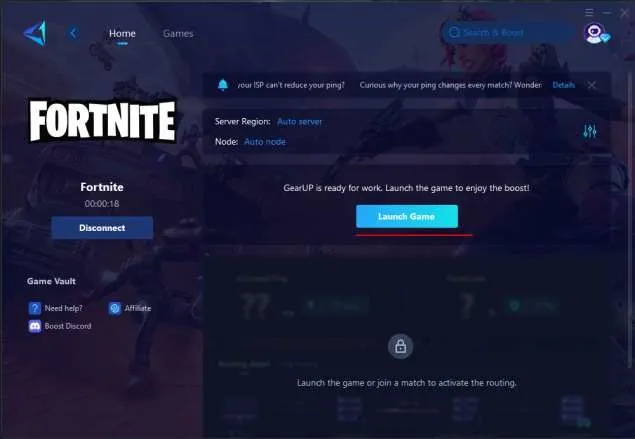 Home
Games
Search & Boost
your ISP can't reduce your ping? Curious why your ping changes every match? Wonder
Details
FORTNITE
Server Region: Auto server
Node: Auto node
Fortnite
00:00:18
Disconnect
GearUP is ready for work. Launch the game to enjoy the boost!
Launch Game
Game Vault
Need help?
Affiliate
Boost Discord
Launch the game or join a match to activate the routing.